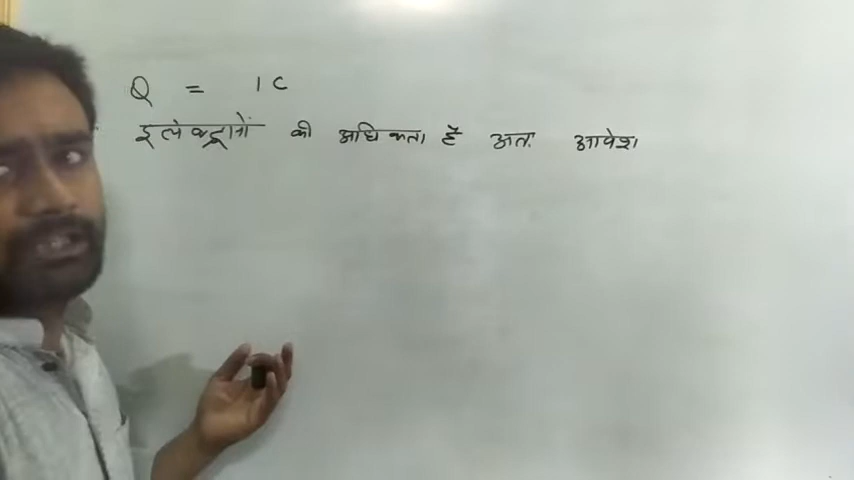 Q = 1C
इलेक्ट्रानों की अधिकता है अतः आवेश